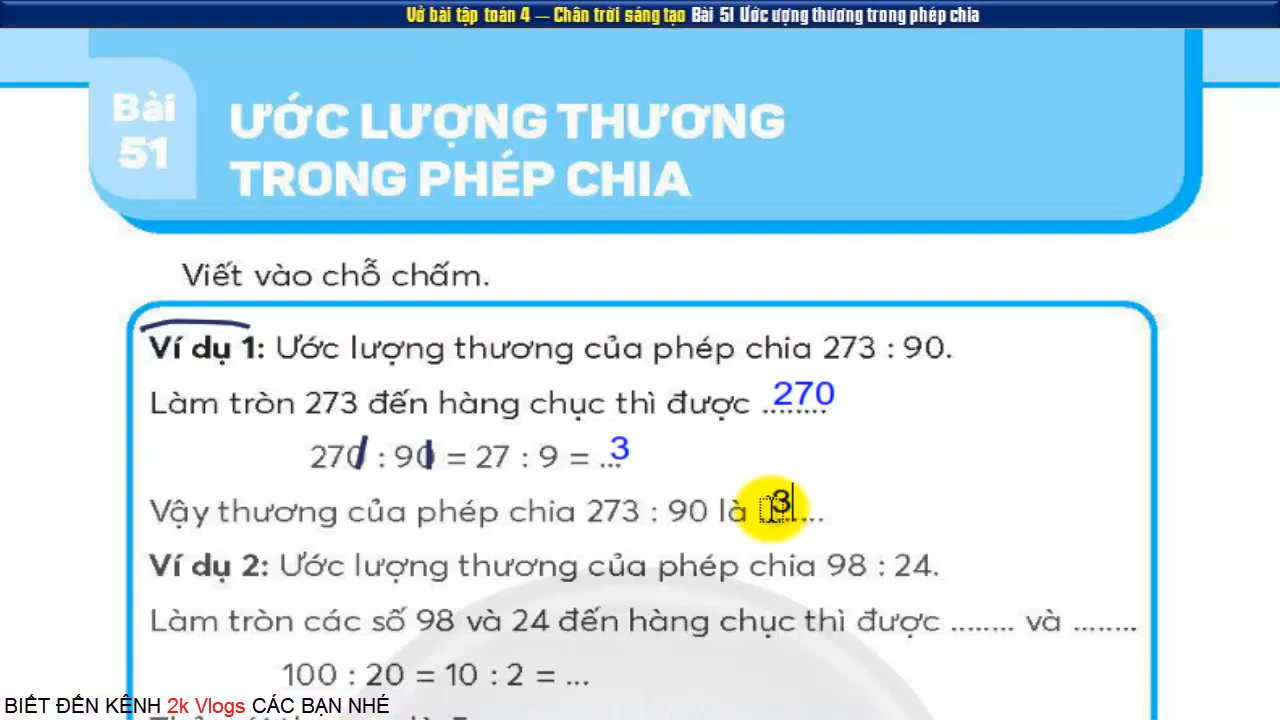 Vở bài tập toán 4 – Chân trời sáng tạo Bài 51 Ước ượng thương trong phép chia
Bài
51
ƯỚC LƯỢNG THƯƠNG
TRONG PHÉP CHIA
Viết vào chỗ chấm.
Ví dụ 1: Ước lượng thương của phép chia 273 : 90.
Làm tròn 273 đến hàng chục thì được ........ 270
270 : 90 = 27 : 9 = ... 3
Vậy thương của phép chia 273 : 90 là 3 .....
Ví dụ 2: Ước lượng thương của phép chia 98 : 24.
Làm tròn các số 98 và 24 đến hàng chục thì được ........ và ........
100 : 20 = 10 : 2 = ...
BIẾT ĐẾN KÊNH 2k Vlogs CÁC BẠN NHÉ